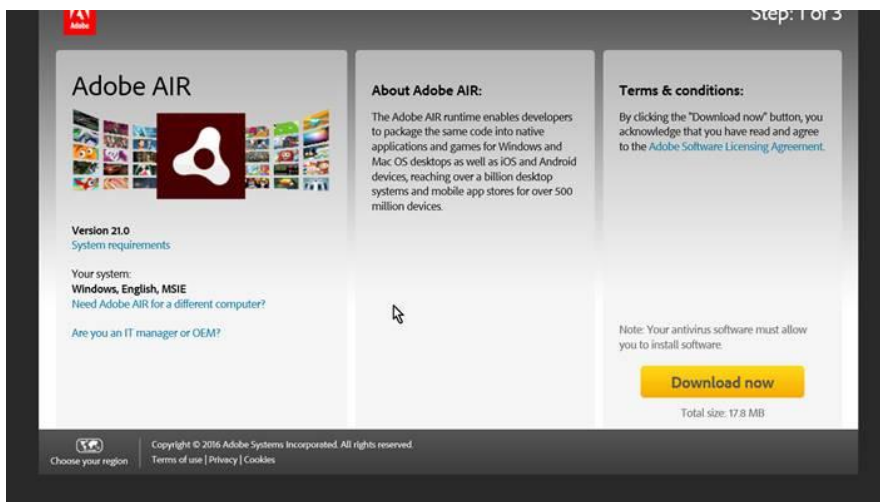 Adobe
Step: 1 of 3
Adobe AIR
Version 21.0
System requirements
Your system:
Windows, English, MSIE
Need Adobe AIR for a different computer?
Are you an IT manager or OEM?
About Adobe AIR:
The Adobe AIR runtime enables developers
to package the same code into native
applications and games for Windows and
Mac OS desktops as well as iOS and Android
devices, reaching over a billion desktop
systems and mobile app stores for over 500
million devices.
Terms & conditions:
By clicking the "Download now" button, you
acknowledge that you have read and agree
to the Adobe Software Licensing Agreement.
Note: Your antivirus software must allow
you to install software.
Download now
Total size: 17.8 MB
Choose your region
Copyright © 2016 Adobe Systems Incorporated. All rights reserved.
Terms of use | Privacy | Cookies